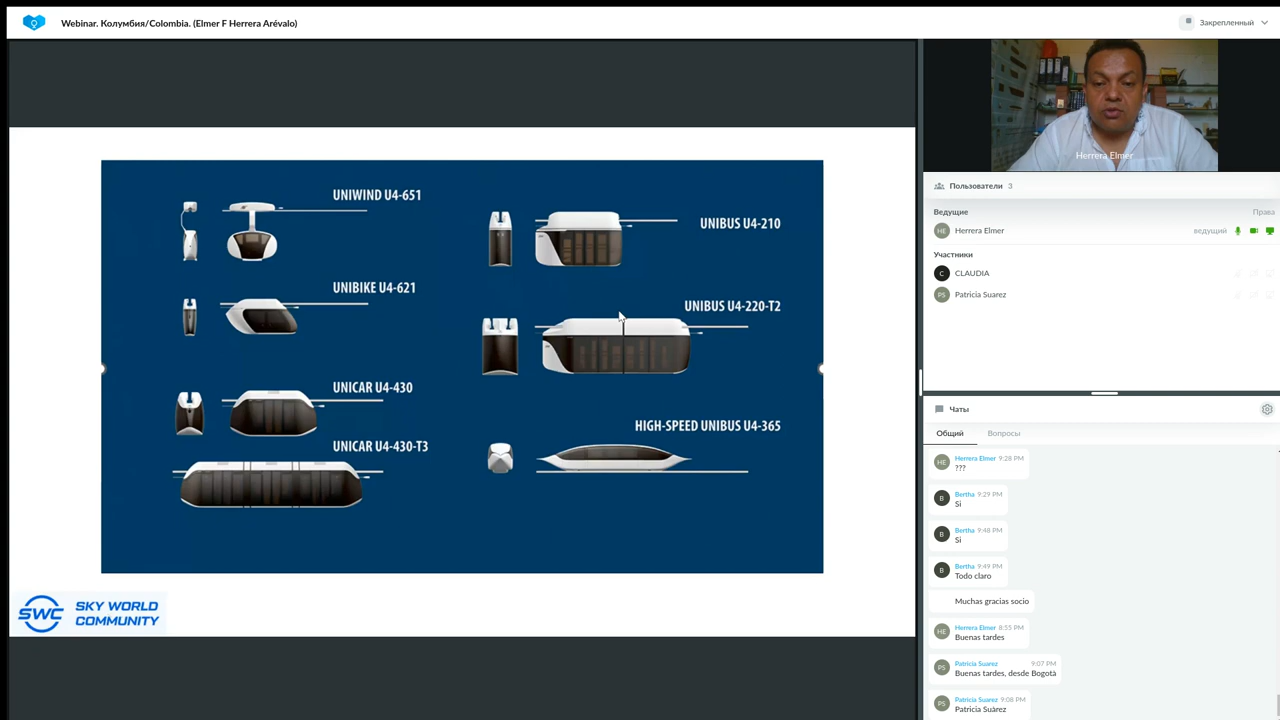 Webinar. Колумбия/Colombia. (Elmer F Herrera Arévalo)
Закрепленный
UNIWIND U4-651
UNIBIKE U4-621
UNICAR U4-430
UNICAR U4-430-T3
UNIBUS U4-210
UNIBUS U4-220-T2
HIGH-SPEED UNIBUS U4-365
SWC SKY WORLD
COMMUNITY
Herrera Elmer
Пользователи 3
Ведущие Права
HE Herrera Elmer ведущий
Участники
C CLAUDIA
PS Patricia Suarez
Чаты
Общий Вопросы
HE Herrera Elmer 9:28 PM
???
B Bertha 9:29 PM
Si
B Bertha 9:48 PM
Si
B Bertha 9:49 PM
Todo claro
Muchas gracias socio
HE Herrera Elmer 8:55 PM
Buenas tardes
PS Patricia Suarez 9:07 PM
Buenas tardes, desde Bogotà
PS Patricia Suarez 9:08 PM
Patricia Suàrez